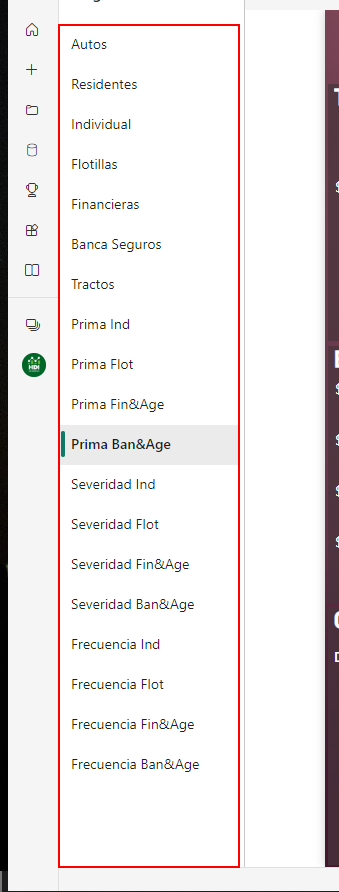 Autos
Residentes
Individual
Flotillas
Financieras
Banca Seguros
Tractos
Prima Ind
Prima Flot
Prima Fin&Age
Prima Ban&Age
Severidad Ind
Severidad Flot
Severidad Fin&Age
Severidad Ban&Age
Frecuencia Ind
Frecuencia Flot
Frecuencia Fin&Age
Frecuencia Ban&Age
HDI